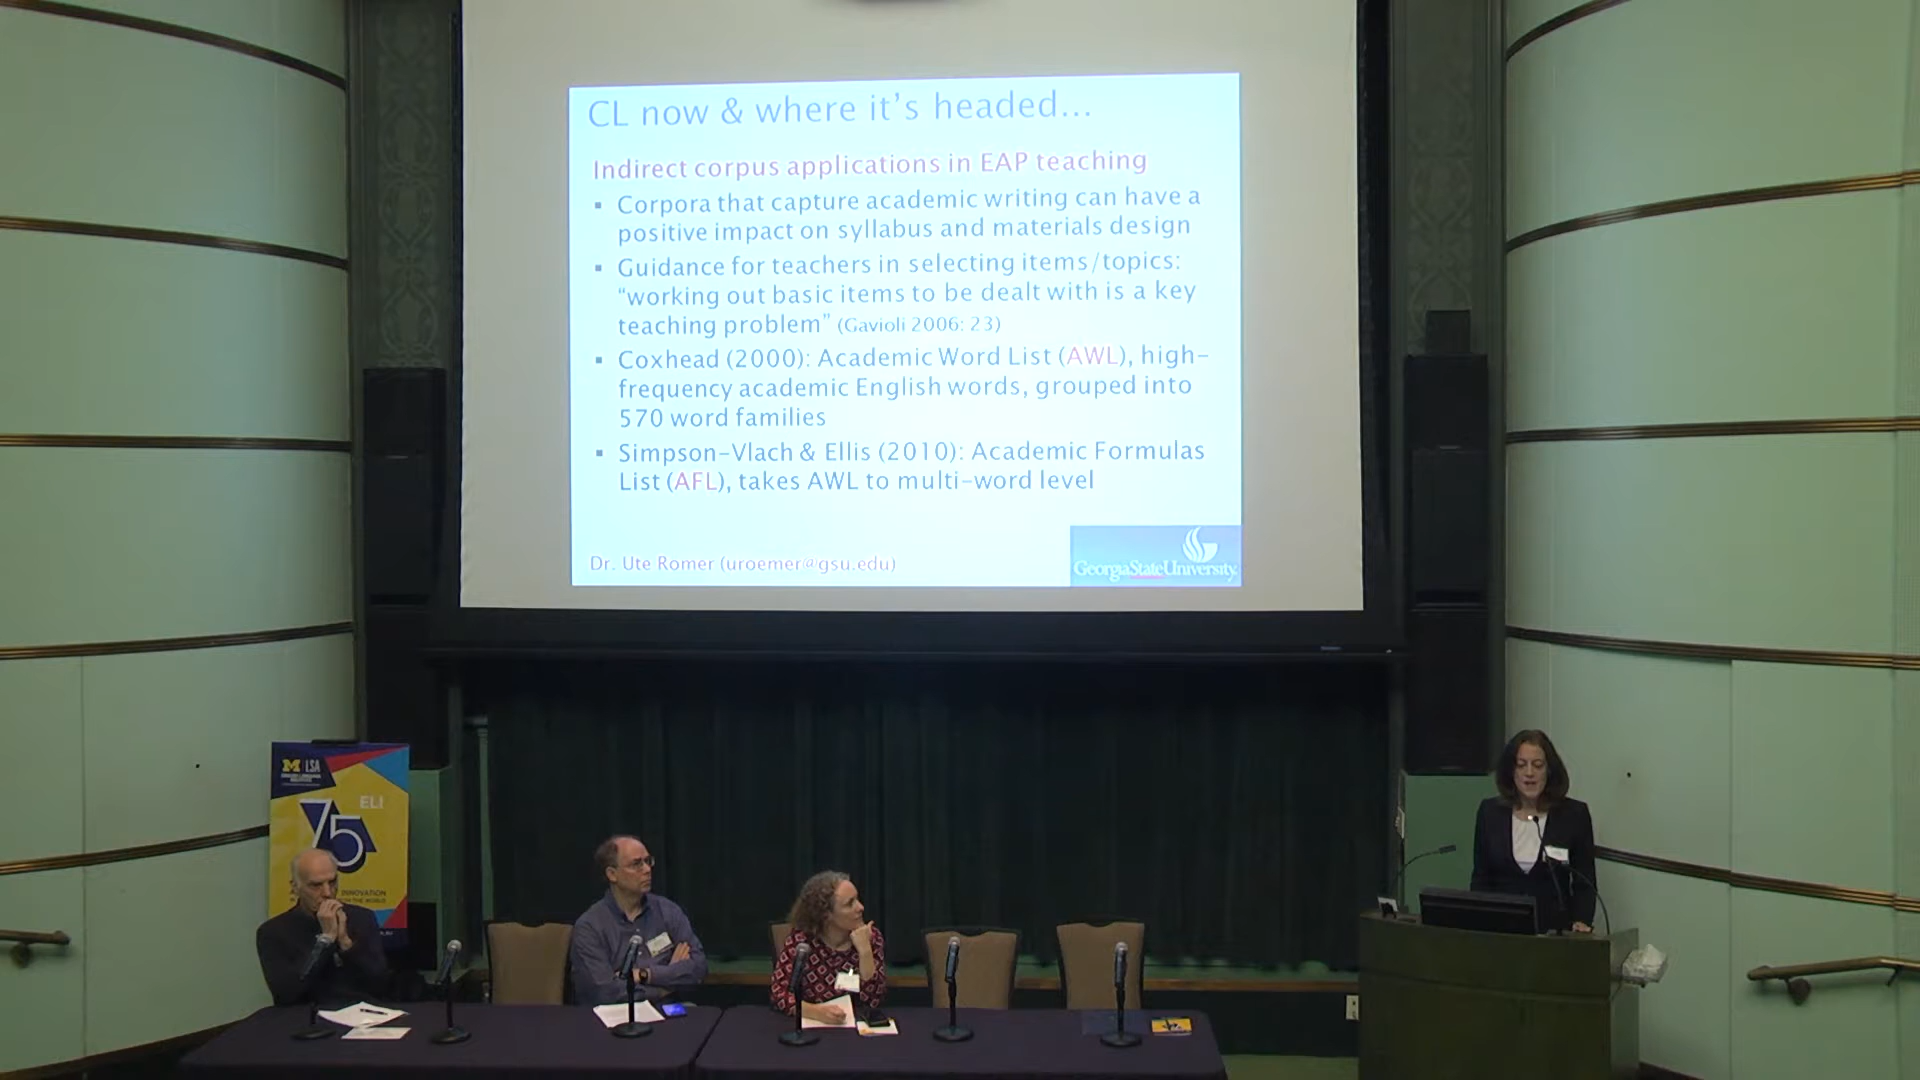 CL now & where it's headed...
Indirect corpus applications in EAP teaching
▪ Corpora that capture academic writing can have a
positive impact on syllabus and materials design
▪ Guidance for teachers in selecting items/topics:
“working out basic items to be dealt with is a key
teaching problem” (Gavioli 2006: 23)
▪ Coxhead (2000): Academic Word List (AWL), high-
frequency academic English words, grouped into
570 word families
▪ Simpson-Vlach & Ellis (2010): Academic Formulas
List (AFL), takes AWL to multi-word level
Dr. Ute Romer (uroemer@gsu.edu)
GeorgiaStateUniversity
M LSA
ELI
75
INNOVATION